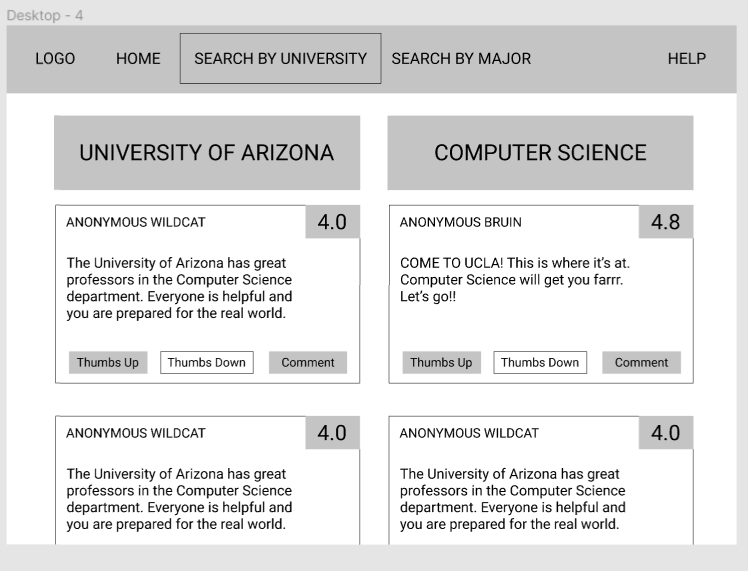 Desktop - 4
LOGO HOME SEARCH BY UNIVERSITY SEARCH BY MAJOR HELP
UNIVERSITY OF ARIZONA
COMPUTER SCIENCE
ANONYMOUS WILDCAT 4.0
The University of Arizona has great
professors in the Computer Science
department. Everyone is helpful and
you are prepared for the real world.
Thumbs Up Thumbs Down Comment
ANONYMOUS BRUIN 4.8
COME TO UCLA! This is where it's at.
Computer Science will get you farrr.
Let's go!!
Thumbs Up Thumbs Down Comment
ANONYMOUS WILDCAT 4.0
The University of Arizona has great
professors in the Computer Science
department. Everyone is helpful and
you are prepared for the real world.
ANONYMOUS WILDCAT 4.0
The University of Arizona has great
professors in the Computer Science
department. Everyone is helpful and
you are prepared for the real world.